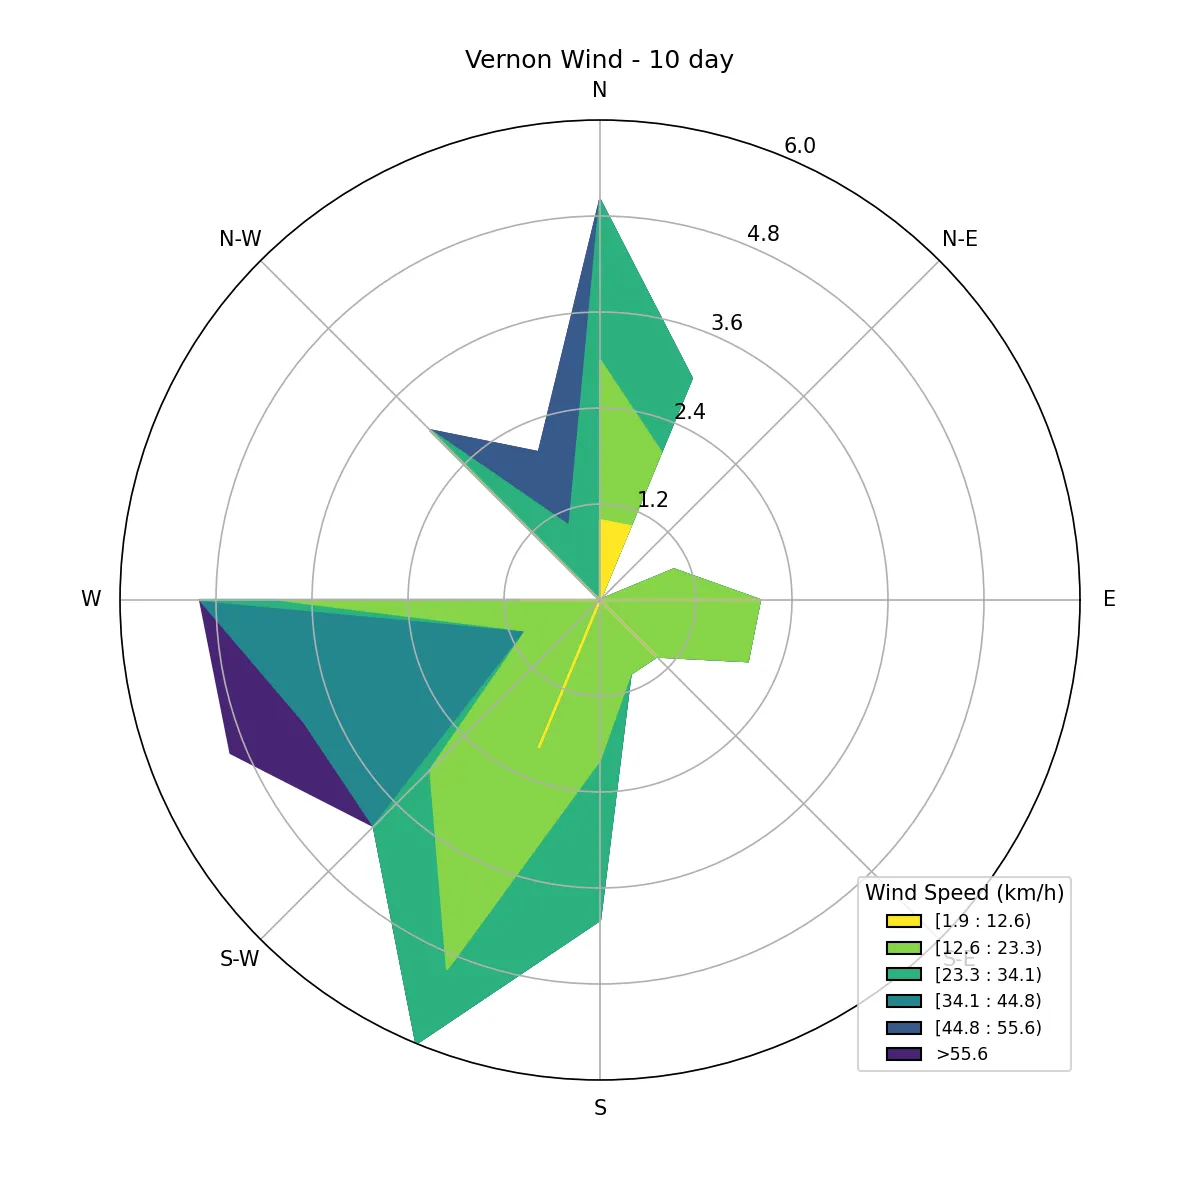 Vernon Wind - 10 day
N
6.0
N-W
4.8
N-E
3.6
2.4
1.2
W
E
Wind Speed (km/h)
[1.9 : 12.6)
[12.6 : 23.3)
S-W
S-E
[23.3 : 34.1)
[34.1 : 44.8)
[44.8 : 55.6)
>55.6
S